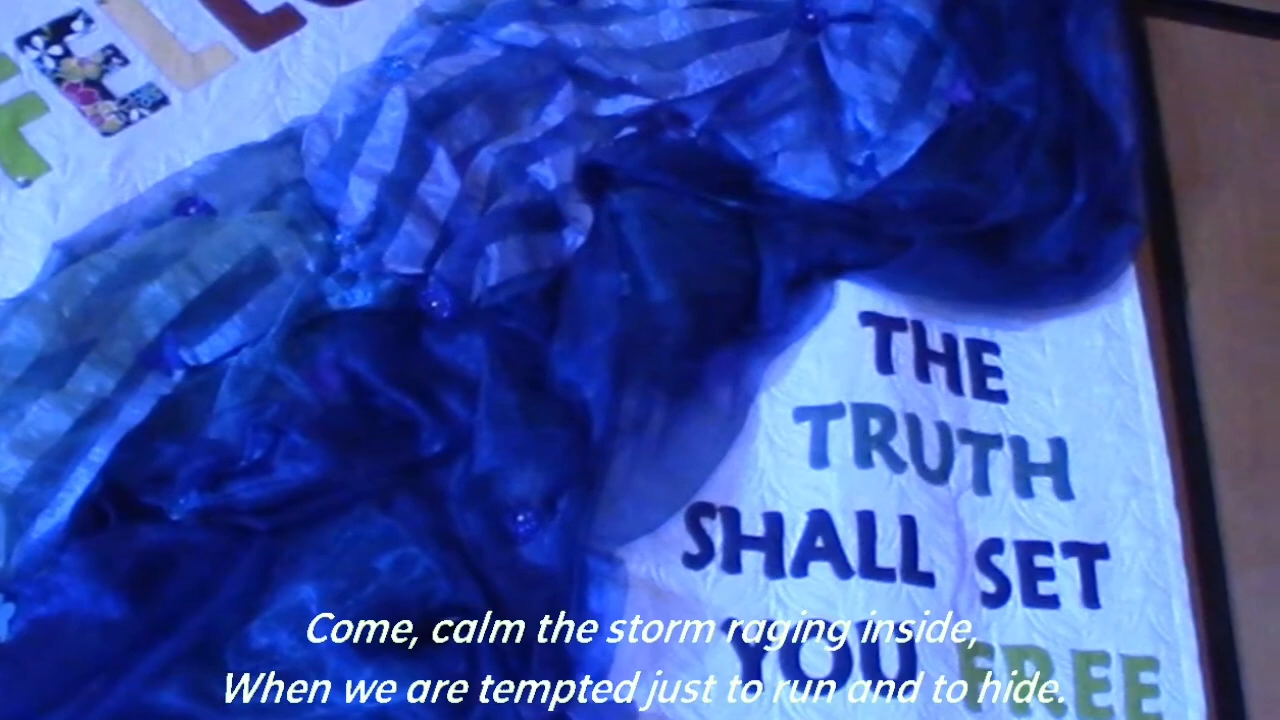 THE
TRUTH
SHALL SET
YOU FREE
Come, calm the storm raging inside,
When we are tempted just to run and to hide.